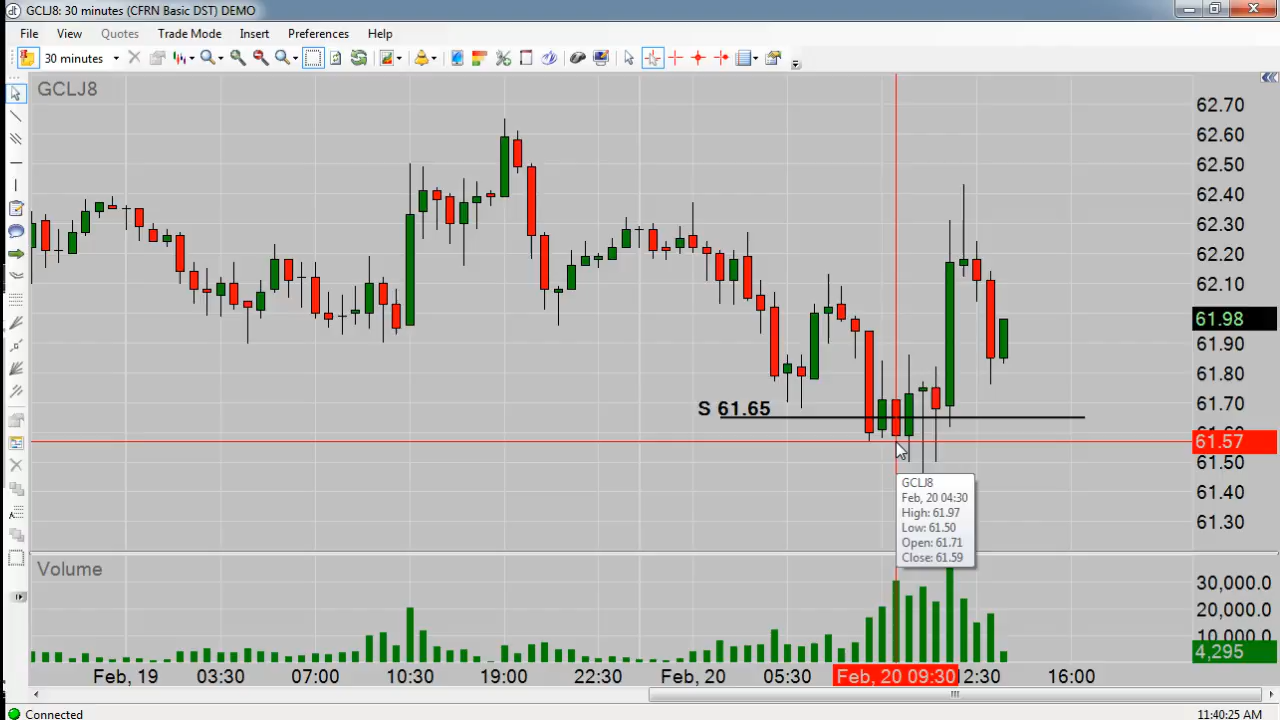 GCLJ8: 30 minutes (CFRN Basic DST) DEMO
File View Quotes Trade Mode Insert Preferences Help
30 minutes
GCLJ8
62.70
62.60
62.50
62.40
62.30
62.20
62.10
61.98
61.90
61.80
61.70
S 61.65
61.57
61.50
61.40
61.30
GCLJ8
Feb, 20 04:30
High: 61.97
Low: 61.50
Open: 61.71
Close: 61.59
Volume
30,000.0
20,000.0
10,000.0
4,295
Feb, 19 03:30 07:00 10:30 19:00 22:30 Feb, 20 05:30 Feb, 20 09:30 12:30 16:00
Connected 11:40:25 AM